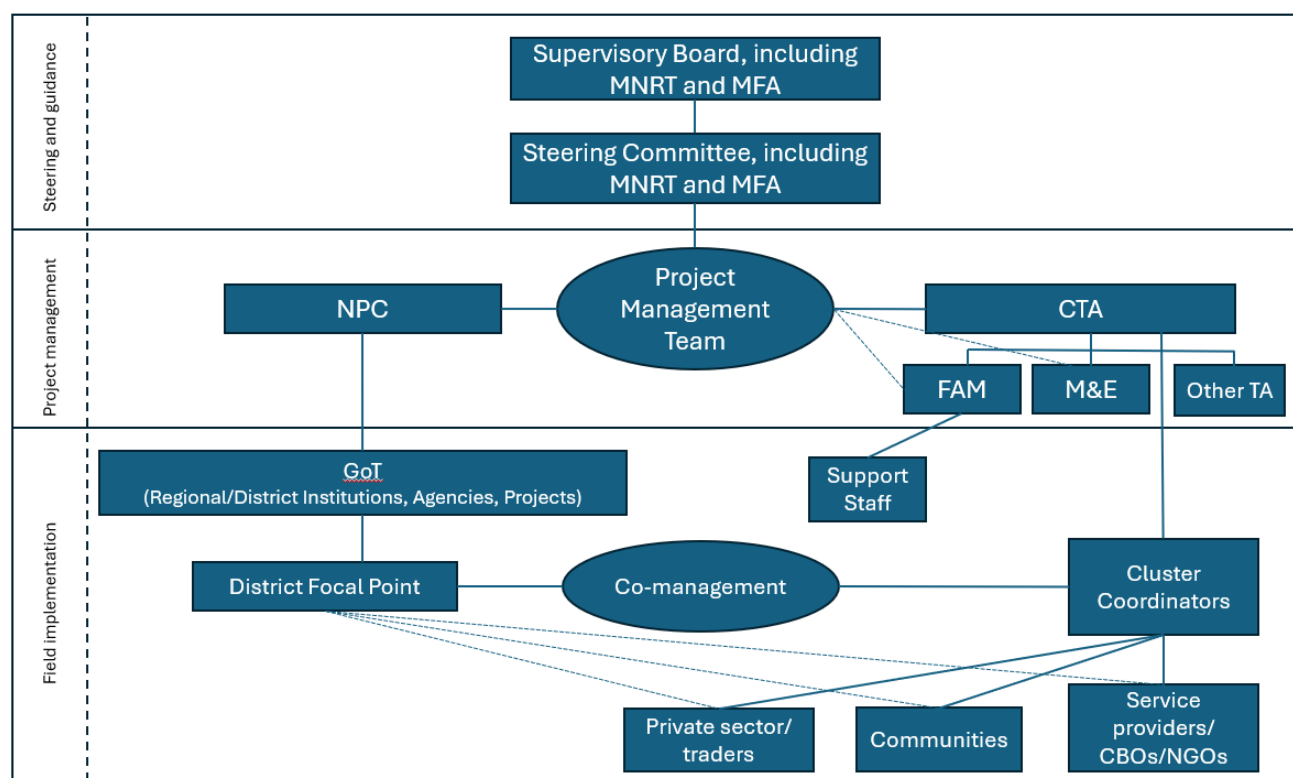 Steering and guidance
Supervisory Board, including
MNRT and MFA
Steering Committee, including
MNRT and MFA
Project management
Project
Management
Team
NPC
CTA
FAM
M&E
Other TA
Field implementation
GoT
(Regional/District Institutions, Agencies, Projects)
Support
Staff
District Focal Point
Co-management
Cluster
Coordinators
Private sector/
traders
Communities
Service
providers/
CBOs/NGOs